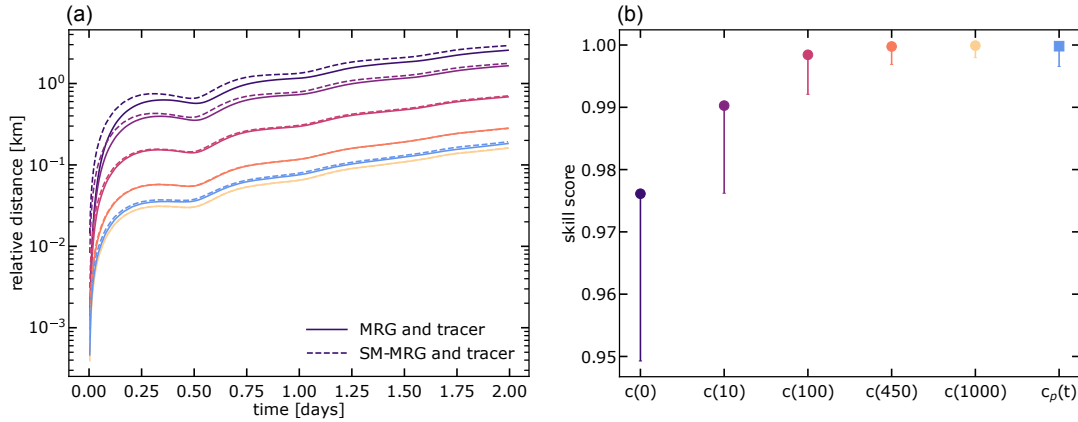 (a)
relative distance [km]
10⁰
10⁻¹
10⁻²
10⁻³
MRG and tracer
SM-MRG and tracer
0.00 0.25 0.50 0.75 1.00 1.25 1.50 1.75 2.00
time [days]
(b)
skill score
1.00
0.99
0.98
0.97
0.96
0.95
c(0) c(10) c(100) c(450) c(1000) cₚ(t)